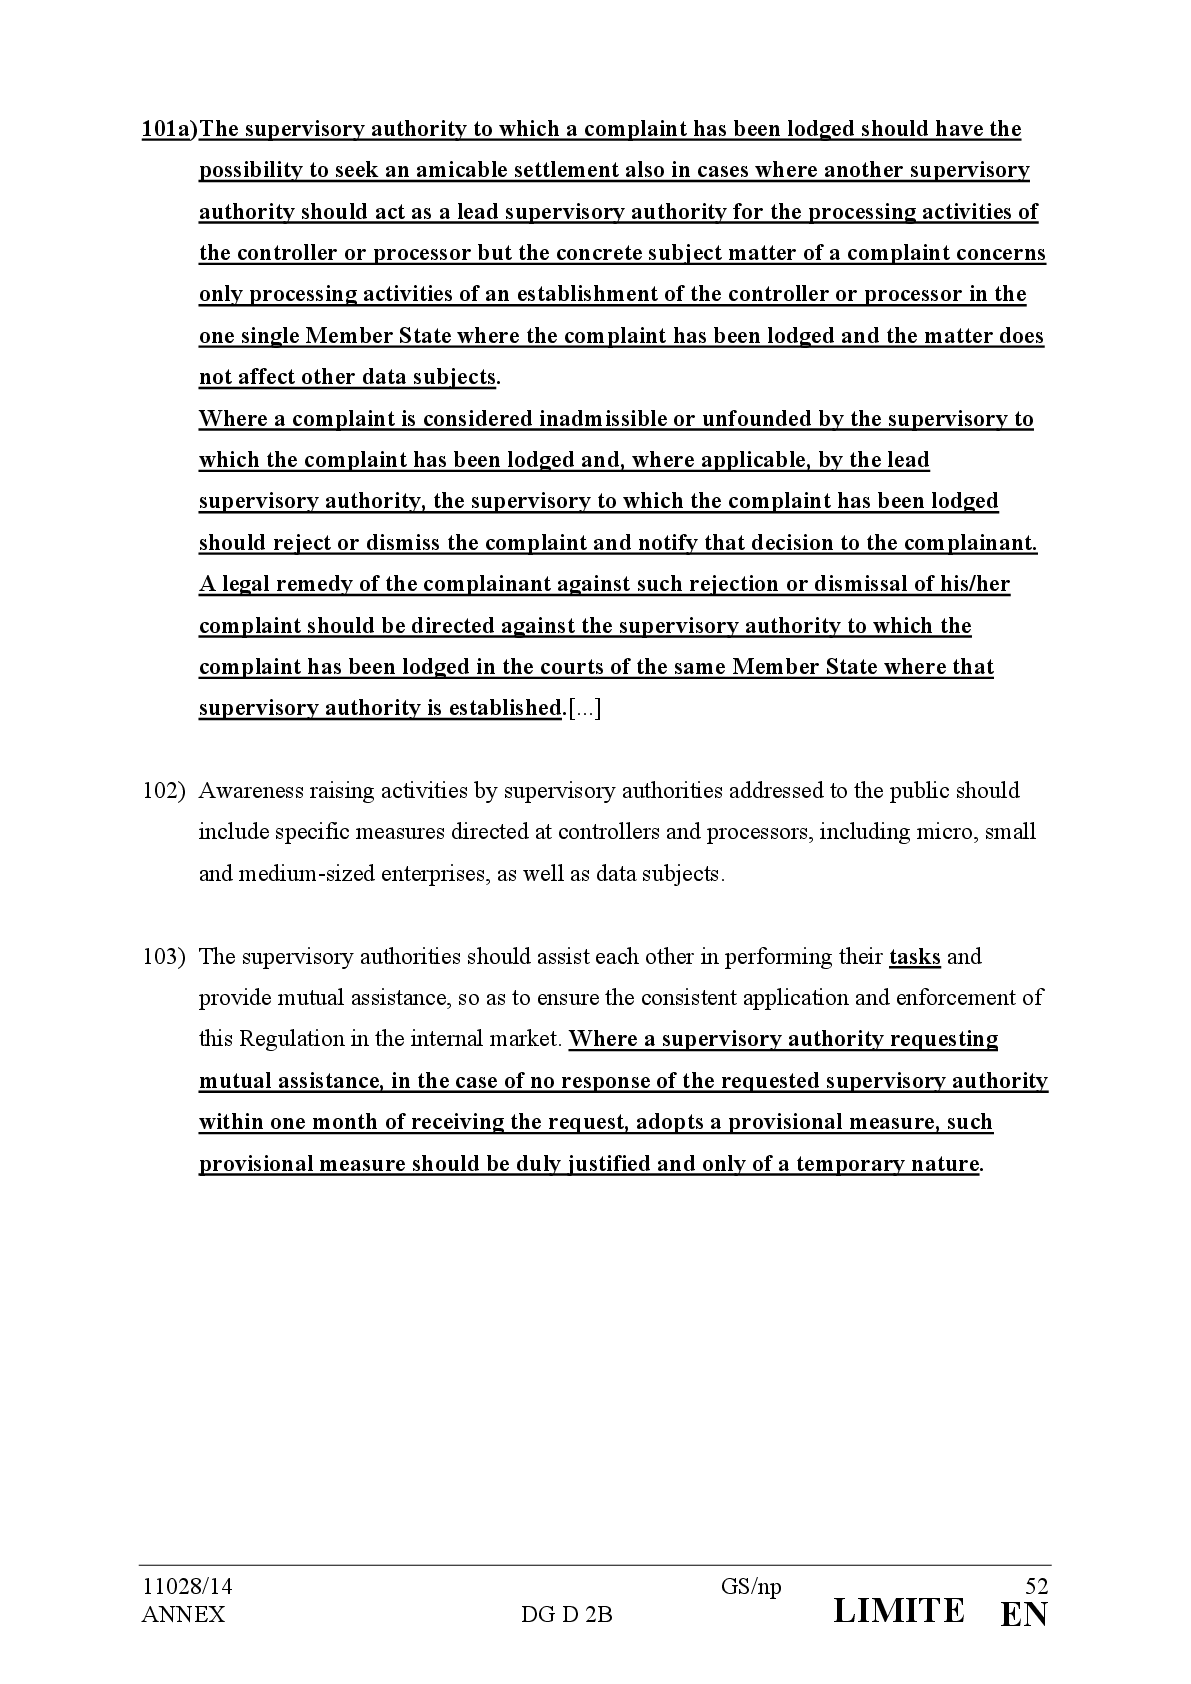 101a)The supervisory authority to which a complaint has been lodged should have the
possibility to seek an amicable settlement also in cases where another supervisory
authority should act as a lead supervisory authority for the processing activities of
the controller or processor but the concrete subject matter of a complaint concerns
only processing activities of an establishment of the controller or processor in the
one single Member State where the complaint has been lodged and the matter does
not affect other data subjects.
Where a complaint is considered inadmissible or unfounded by the supervisory to
which the complaint has been lodged and, where applicable, by the lead
supervisory authority, the supervisory to which the complaint has been lodged
should reject or dismiss the complaint and notify that decision to the complainant.
A legal remedy of the complainant against such rejection or dismissal of his/her
complaint should be directed against the supervisory authority to which the
complaint has been lodged in the courts of the same Member State where that
supervisory authority is established.[...]
102) Awareness raising activities by supervisory authorities addressed to the public should
include specific measures directed at controllers and processors, including micro, small
and medium-sized enterprises, as well as data subjects.
103) The supervisory authorities should assist each other in performing their tasks and
provide mutual assistance, so as to ensure the consistent application and enforcement of
this Regulation in the internal market. Where a supervisory authority requesting
mutual assistance, in the case of no response of the requested supervisory authority
within one month of receiving the request, adopts a provisional measure, such
provisional measure should be duly justified and only of a temporary nature.
11028/14 GS/np 52
ANNEX DG D 2B LIMITE EN